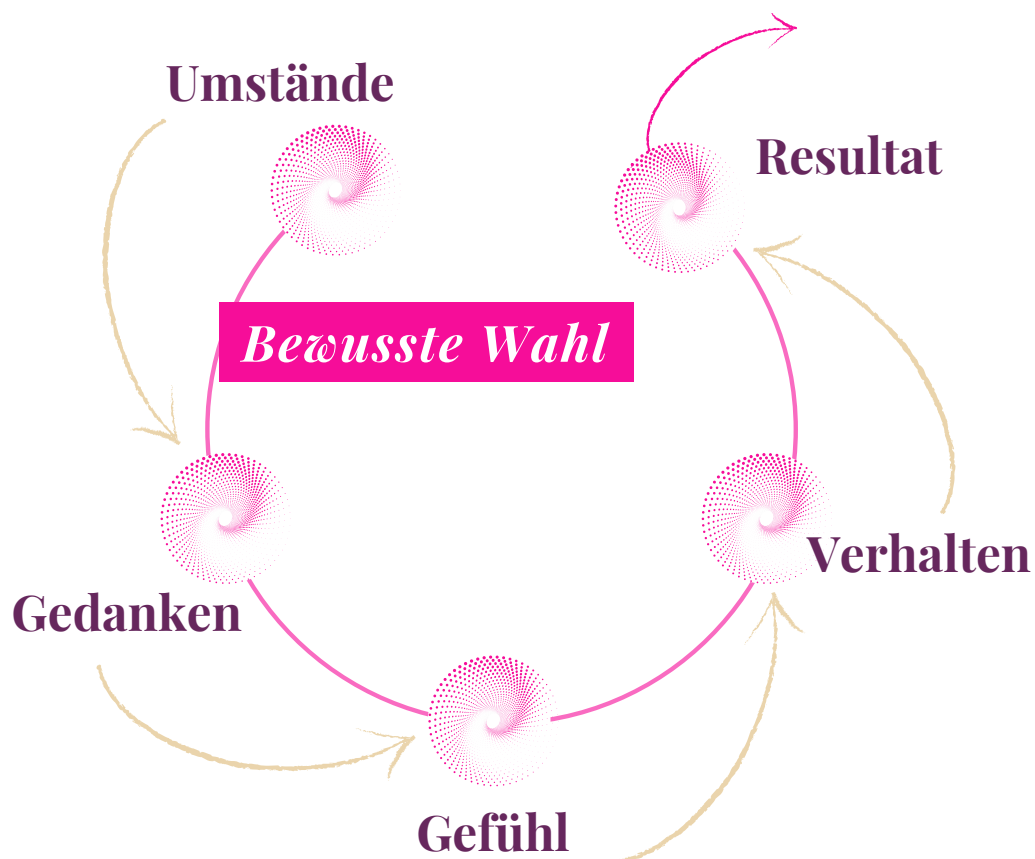 Umstände
Resultat
Bewusste Wahl
Verhalten
Gedanken
Gefühl